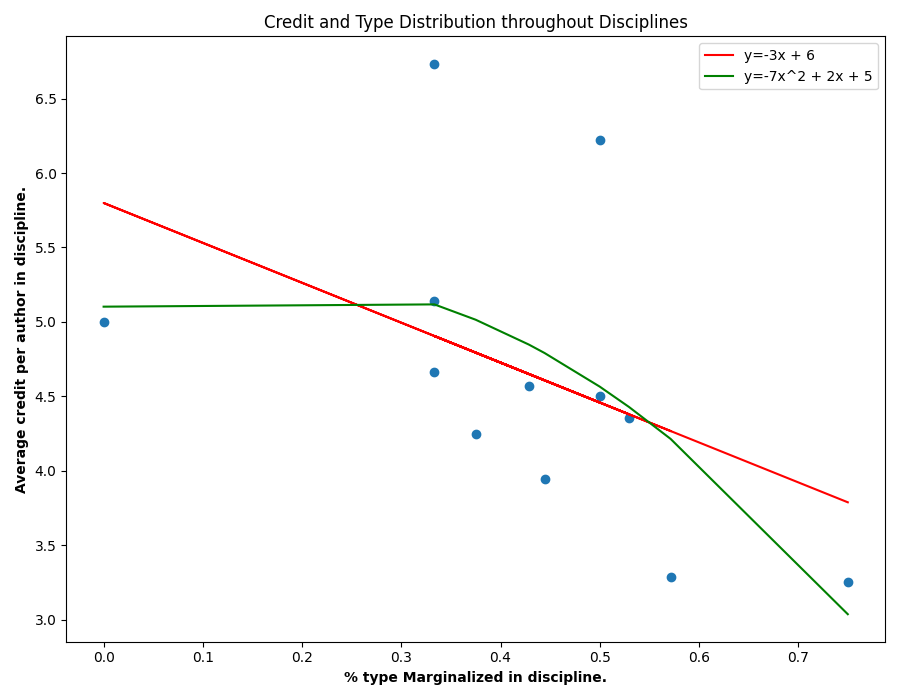 Credit and Type Distribution throughout Disciplines
y=-3x + 6
y=-7x^2 + 2x + 5
Average credit per author in discipline.
6.5
6.0
5.5
5.0
4.5
4.0
3.5
3.0
0.0 0.1 0.2 0.3 0.4 0.5 0.6 0.7
% type Marginalized in discipline.